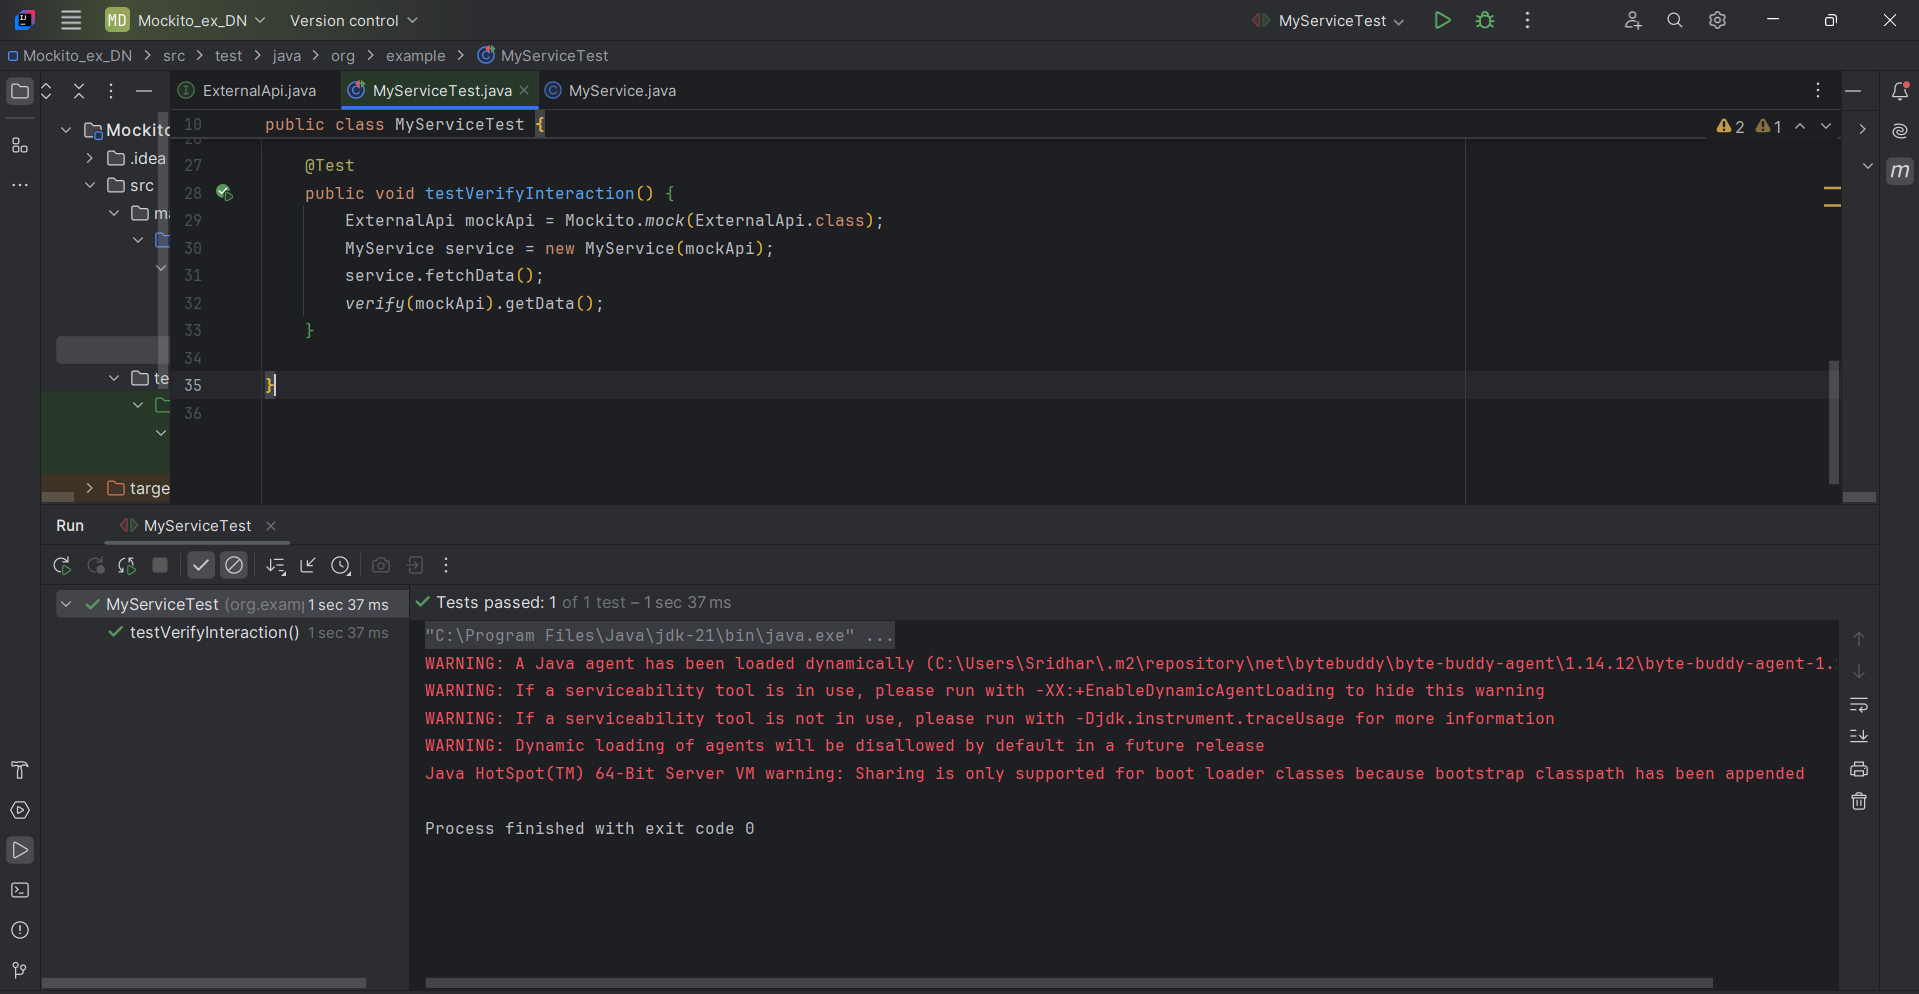 MD Mockito_ex_DN Version control MyServiceTest
Mockito_ex_DN > src > test > java > org > example > MyServiceTest
ExternalApi.java MyServiceTest.java MyService.java
Mockito
.idea
src
ma
te
targe
10 public class MyServiceTest {
2 1
26
27 @Test
28 public void testVerifyInteraction() {
29 ExternalApi mockApi = Mockito.mock(ExternalApi.class);
30 MyService service = new MyService(mockApi);
31 service.fetchData();
32 verify(mockApi).getData();
33 }
34
35 }
36
m
Run MyServiceTest
MyServiceTest (org.examp 1 sec 37 ms
testVerifyInteraction() 1 sec 37 ms
Tests passed: 1 of 1 test – 1 sec 37 ms
"C:\Program Files\Java\jdk-21\bin\java.exe" ...
WARNING: A Java agent has been loaded dynamically (C:\Users\Sridhar\.m2\repository\net\bytebuddy\byte-buddy-agent\1.14.12\byte-buddy-agent-1.
WARNING: If a serviceability tool is in use, please run with -XX:+EnableDynamicAgentLoading to hide this warning
WARNING: If a serviceability tool is not in use, please run with -Djdk.instrument.traceUsage for more information
WARNING: Dynamic loading of agents will be disallowed by default in a future release
Java HotSpot(TM) 64-Bit Server VM warning: Sharing is only supported for boot loader classes because bootstrap classpath has been appended
Process finished with exit code 0